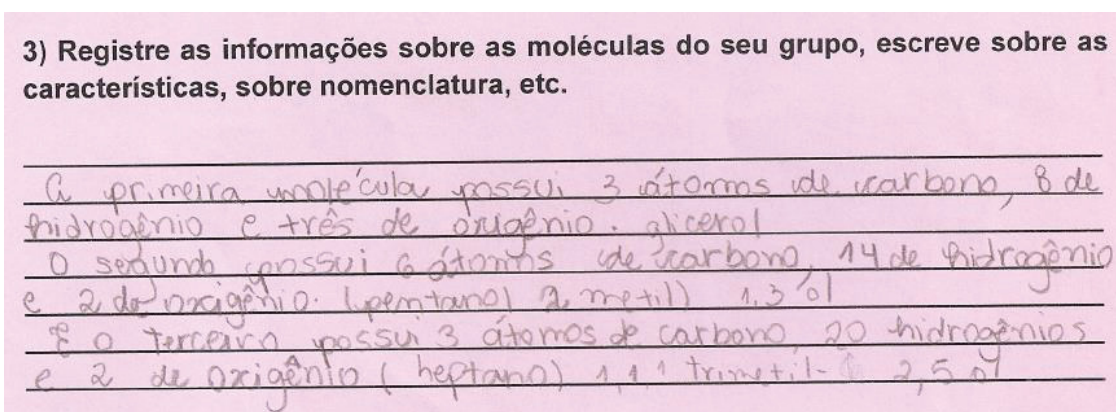 3) Registre as informações sobre as moléculas do seu grupo, escreve sobre as
características, sobre nomenclatura, etc.
A primeira molécula possui 3 átomos de carbono, 8 de
hidrogênio e três de oxigênio. glicerol
O segundo possui 6 átomos de carbono, 14 de hidrogênio
e 2 de oxigênio. (pentanol 2, metil) 1,3 ol
E o terceiro possui 3 átomos de carbono, 20 hidrogênios
e 2 de oxigênio (heptano) 1,1,1 trimetil- 2,5 ol